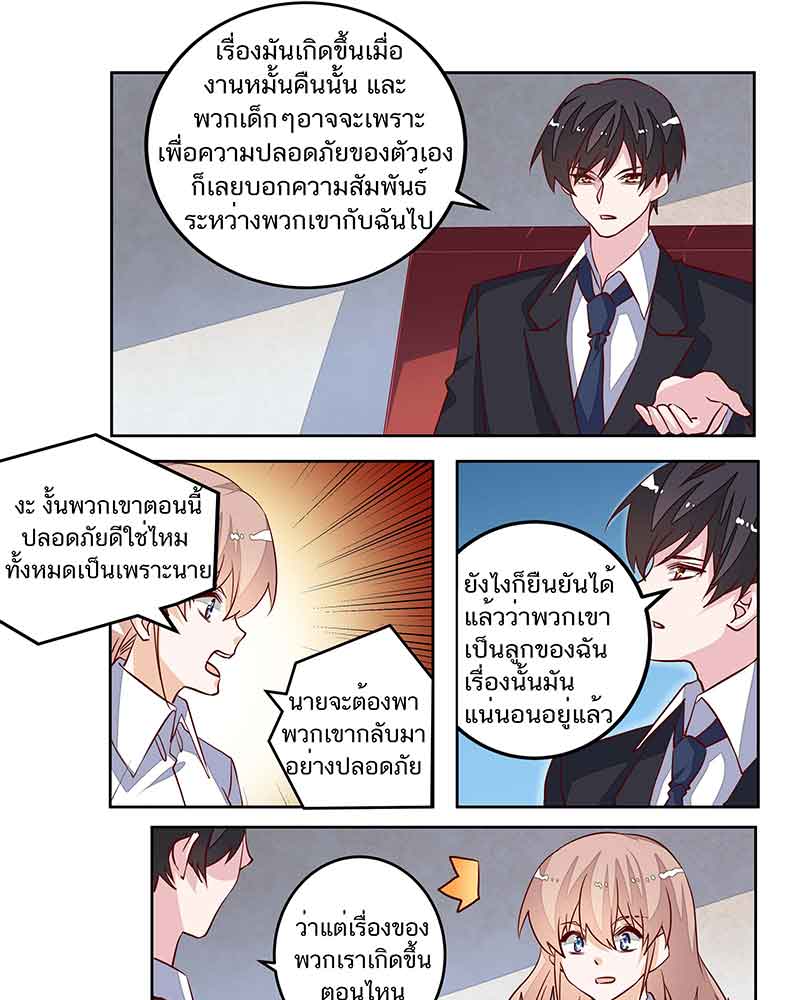 เรื่องมันเกิดขึ้นเมื่อ
งานหมั้นคืนนั้น และ
พวกเด็กๆอาจจะเพราะ
เพื่อความปลอดภัยของตัวเอง
ก็เลยบอกความสัมพันธ์
ระหว่างพวกเขากับฉันไป
งะ งั้นพวกเขาตอนนี้
ปลอดภัยดีใช่ไหม
ทั้งหมดเป็นเพราะนาย
นายจะต้องพา
พวกเขากลับมา
อย่างปลอดภัย
ยังไงก็ยืนยันได้
แล้วว่าพวกเขา
เป็นลูกของฉัน
เรื่องนั้นมัน
แน่นอนอยู่แล้ว
ว่าแต่เรื่องของ
พวกเราเกิดขึ้น
ตอนไหน